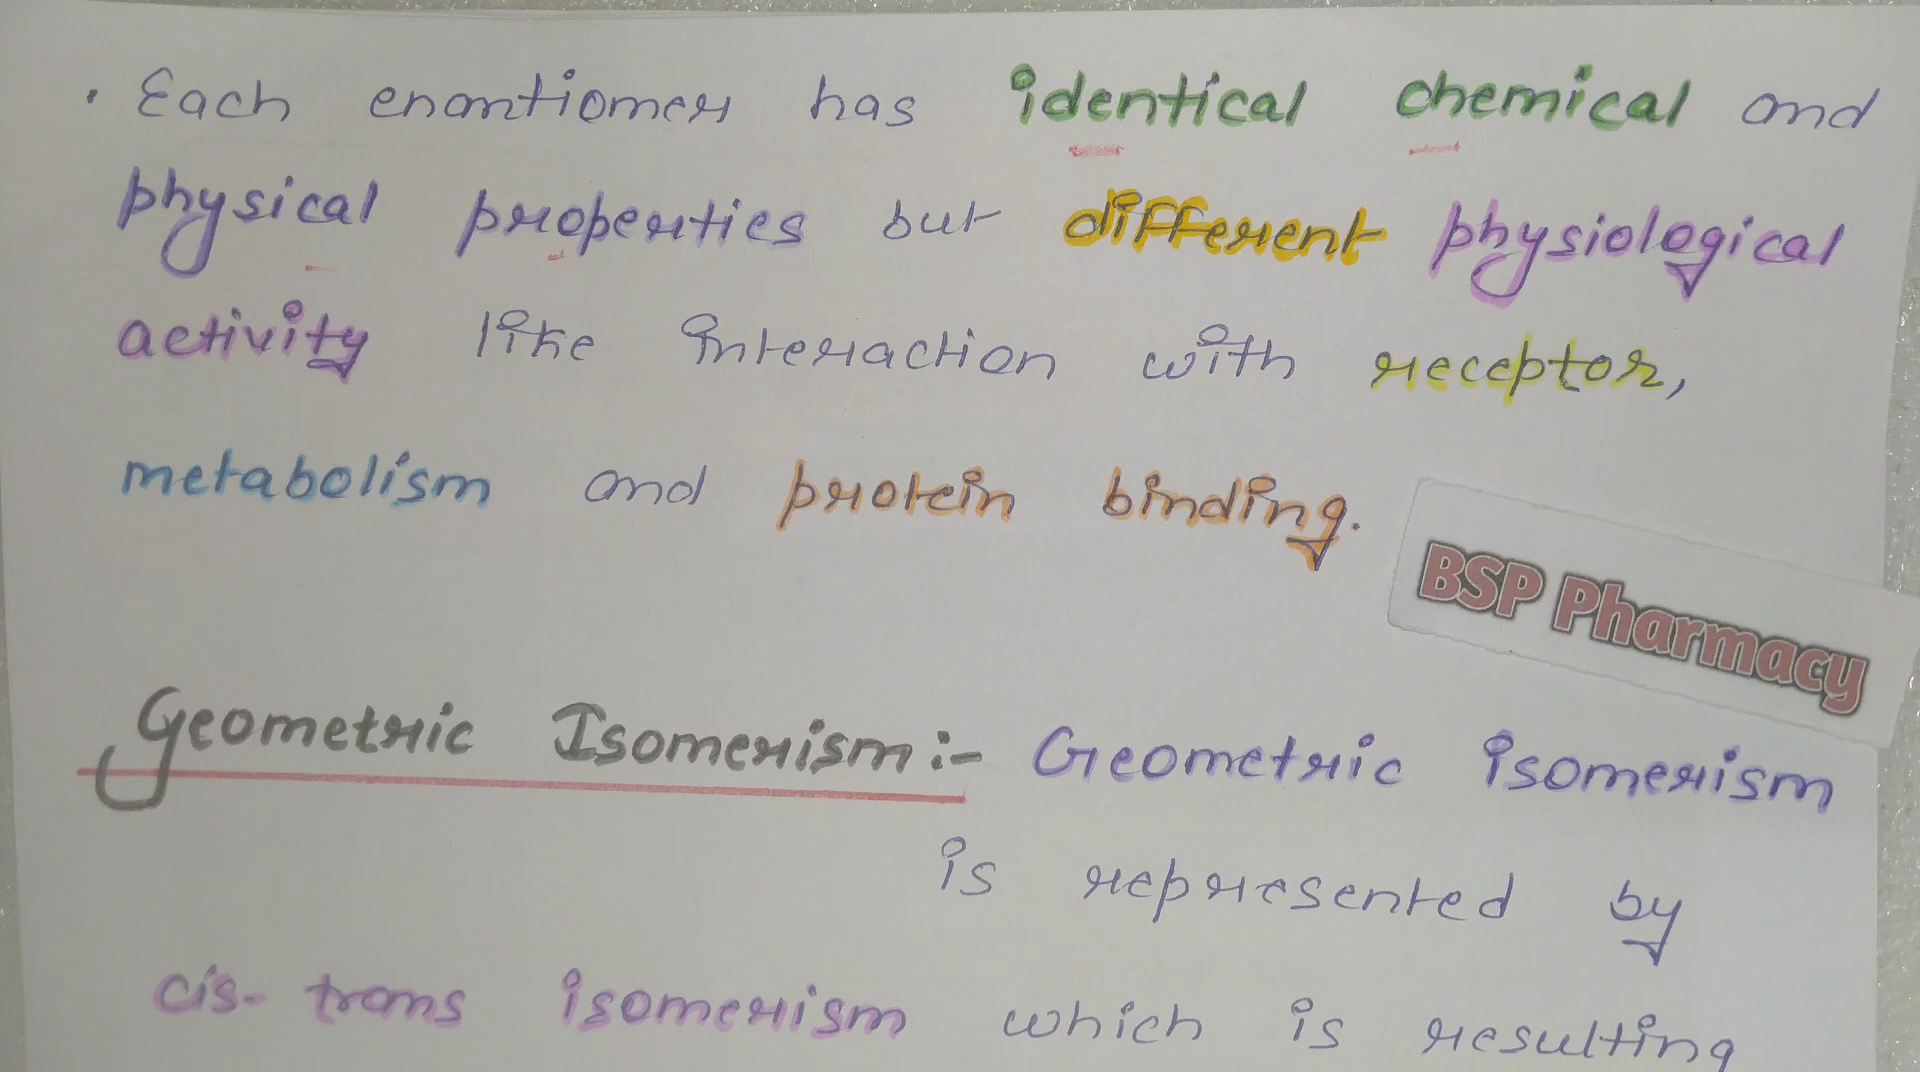 • Each enantiomer has identical chemical and
physical properties but different physiological
activity like interaction with receptor,
metabolism and protein binding.
BSP Pharmacy
Geometric Isomerism :- Geometric isomerism
is represented by
cis- trans isomerism which is resulting